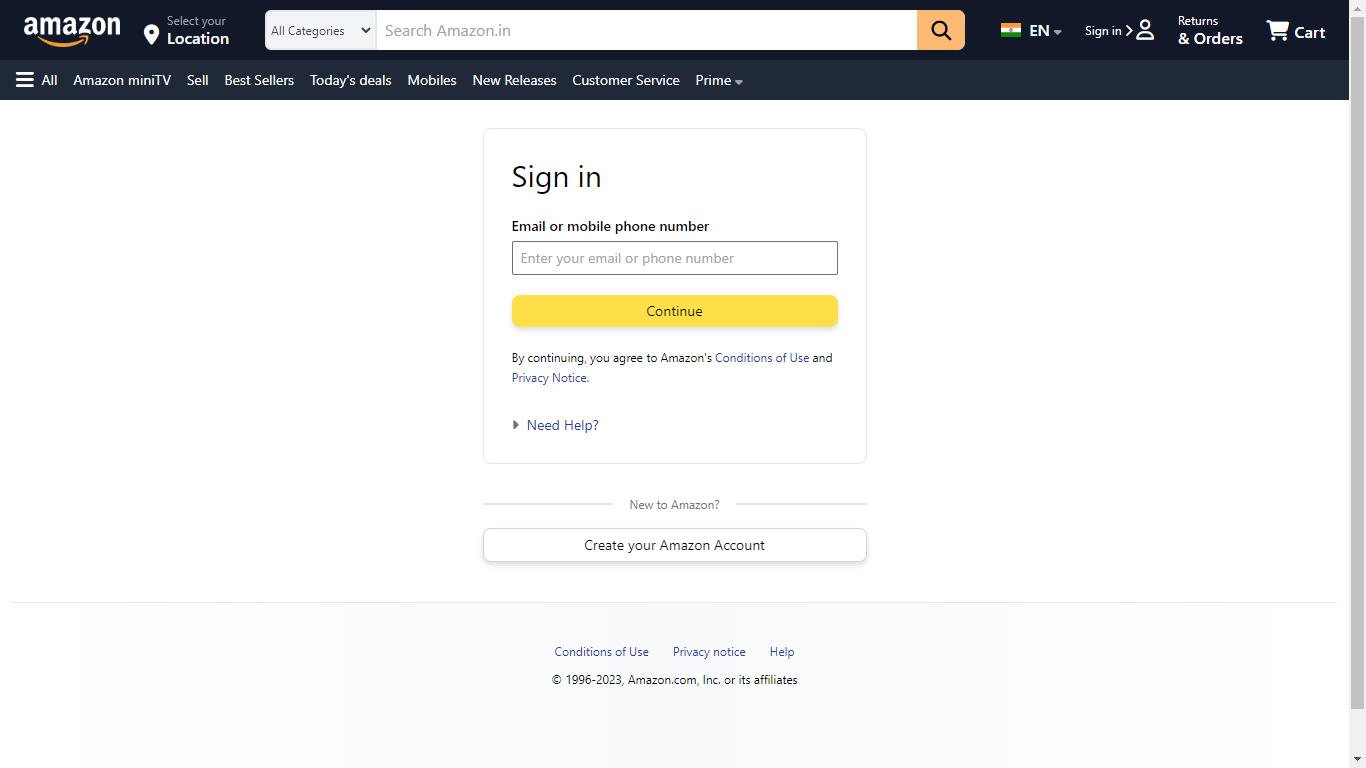 amazon
Select your
Location
All Categories
Search Amazon.in
EN
Sign in
Returns
& Orders
Cart
All
Amazon miniTV
Sell
Best Sellers
Today's deals
Mobiles
New Releases
Customer Service
Prime
Sign in
Email or mobile phone number
Enter your email or phone number
Continue
By continuing, you agree to Amazon's Conditions of Use and
Privacy Notice.
Need Help?
New to Amazon?
Create your Amazon Account
Conditions of Use
Privacy notice
Help
© 1996-2023, Amazon.com, Inc. or its affiliates